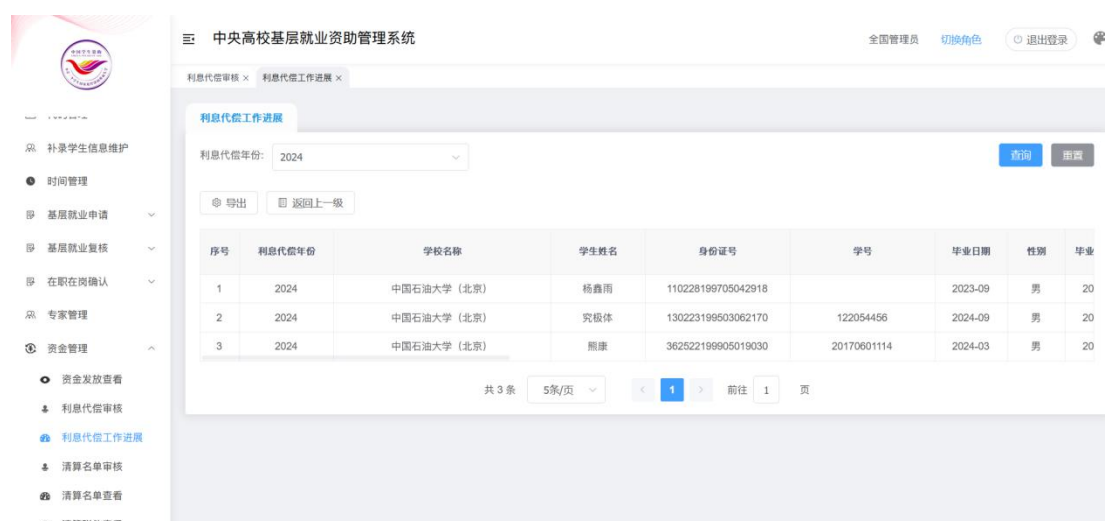 中央高校基层就业资助管理系统
全国管理员 切换角色 退出登录
利息代偿审核 × 利息代偿工作进展 ×
利息代偿工作进展
利息代偿年份: 2024 查询 重置
导出 返回上一级
序号 利息代偿年份 学校名称 学生姓名 身份证号 学号 毕业日期 性别 毕业
1 2024 中国石油大学（北京） 杨鑫雨 110228199705042918 2023-09 男 20
2 2024 中国石油大学（北京） 究极体 130223199503062170 122054456 2024-09 男 20
3 2024 中国石油大学（北京） 熊康 362522199905019030 20170601114 2024-03 男 20
共 3 条 5条/页 < 1 > 前往 1 页
补录学生信息维护
时间管理
基层就业申请
基层就业复核
在职在岗确认
专家管理
资金管理
资金发放查看
利息代偿审核
利息代偿工作进展
清算名单审核
清算名单查看